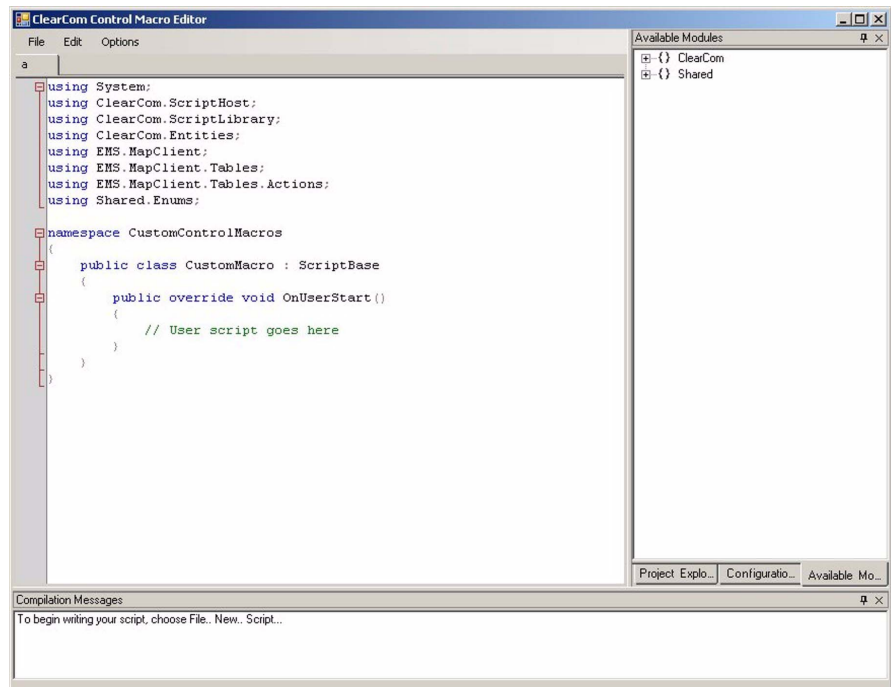 ClearCom Control Macro Editor
File Edit Options
a
using System;
using ClearCom.ScriptHost;
using ClearCom.ScriptLibrary;
using ClearCom.Entities;
using EMS.MapClient;
using EMS.MapClient.Tables;
using EMS.MapClient.Tables.Actions;
using Shared.Enums;
namespace CustomControlMacros
{
public class CustomMacro : ScriptBase
{
public override void OnUserStart()
{
// User script goes here
}
}
}
Available Modules
{} ClearCom
{} Shared
Project Explo... Configuratio... Available Mo...
Compilation Messages
To begin writing your script, choose File.. New.. Script...